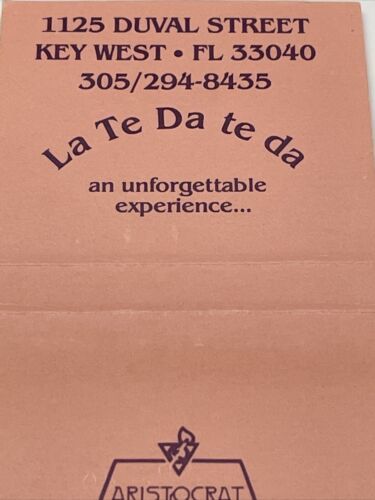 1125 DUVAL STREET
KEY WEST • FL 33040
305/294-8435
La Te Da te da
an unforgettable
experience...
ARISTOCRAT